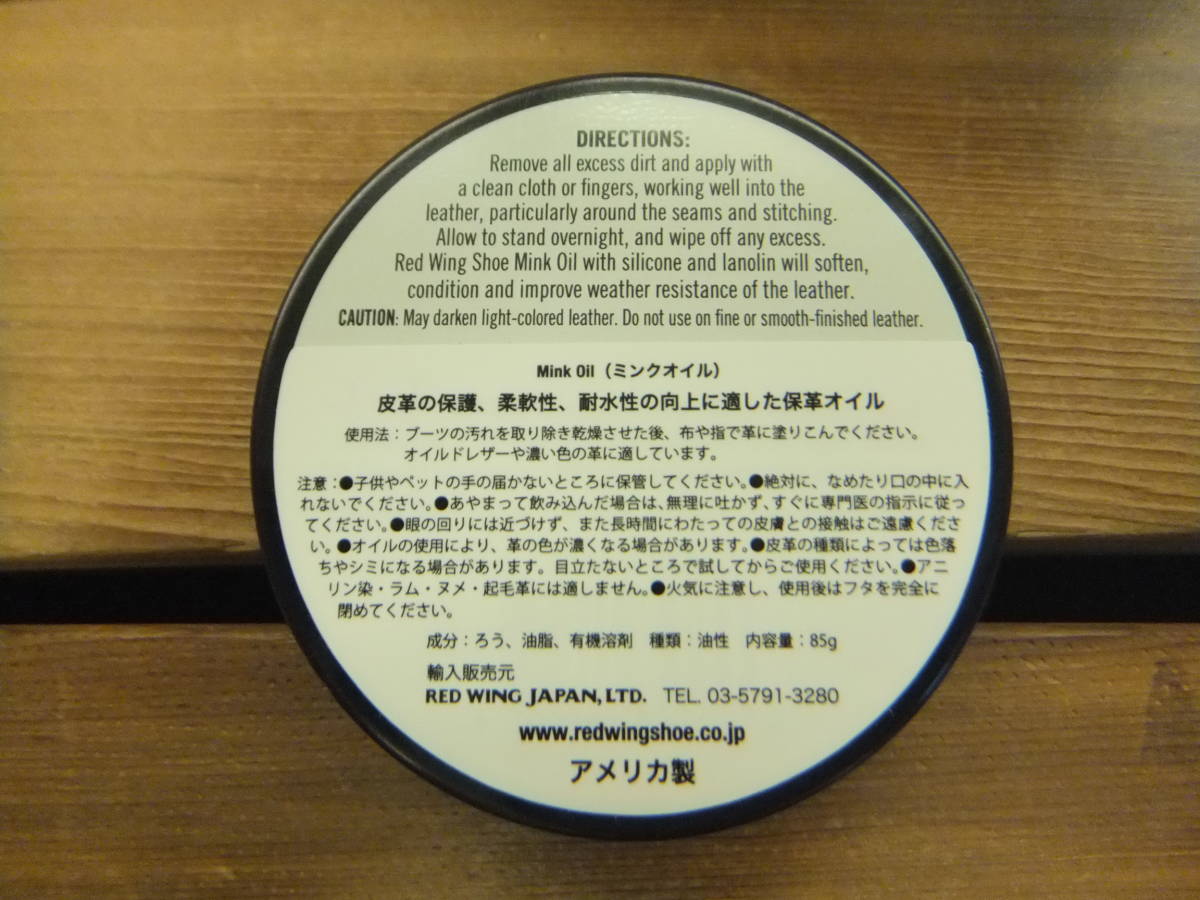 DIRECTIONS:
Remove all excess dirt and apply with
a clean cloth or fingers, working well into the
leather, particularly around the seams and stitching.
Allow to stand overnight, and wipe off any excess.
Red Wing Shoe Mink Oil with silicone and lanolin will soften,
condition and improve weather resistance of the leather.
CAUTION: May darken light-colored leather. Do not use on fine or smooth-finished leather.
Mink Oil（ミンクオイル）
皮革の保護、柔軟性、耐水性の向上に適した保革オイル
使用法：ブーツの汚れを取り除き乾燥させた後、布や指で革に塗りこんでください。
オイルドレザーや濃い色の革に適しています。
注意：●子供やペットの手の届かないところに保管してください。●絶対に、なめたり口の中に入
れないでください。●あやまって飲み込んだ場合は、無理に吐かず、すぐに専門医の指示に従っ
てください。●眼の回りには近づけず、また長時間にわたっての皮膚との接触はご遠慮くださ
い。●オイルの使用により、革の色が濃くなる場合があります。●皮革の種類によっては色落
ちやシミになる場合があります。目立たないところで試してからご使用ください。●アニ
リン染・ラム・ヌメ・起毛革には適しません。●火気に注意し、使用後はフタを完全に
閉めてください。
成分：ろう、油脂、有機溶剤　種類：油性　内容量：85g
輸入販売元
RED WING JAPAN, LTD. TEL. 03-5791-3280
www.redwingshoe.co.jp
アメリカ製